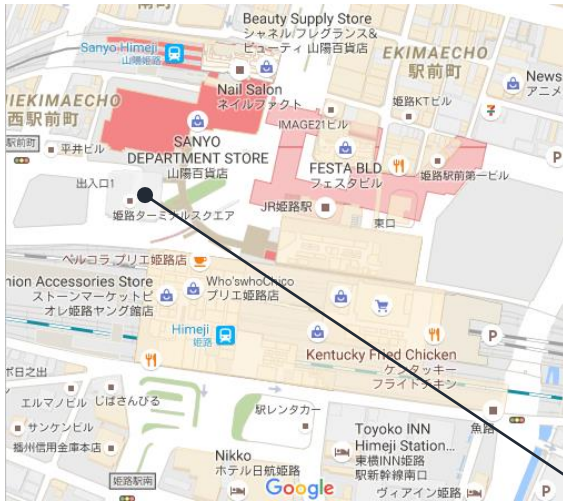 南町
Beauty Supply Store
シャネル フレグランス&
ビューティ 山陽百貨店
Sanyo Himeji
山陽姫路
EKIMAECHO
駅前町
News
アニメ
Nail Salon
ネイルファクト
姫路KTビル
IMAGE21ビル
NIEKIMAECHO
西駅前町
駅前町
平井ビル
SANYO
DEPARTMENT STORE
山陽百貨店
FESTA BLD
フェスタビル
姫路駅前第一ビル
P
出入口1
姫路ターミナルスクエア
JR姫路駅
東口
ベルコラ プリエ姫路店
nion Accessories Store
ストーンマーケットピ
オレ姫路ヤング館店
Who'swhoChico
プリエ姫路店
Himeji
姫路
P
Kentucky Fried Chicken
ケンタッキー
フライドチキン
ポ日之出
エルマノビル
じばさんびる
サンケンビル
播州信用金庫本店
駅レンタカー
魚路
Toyoko INN
Himeji Station...
東横INN姫路
駅新幹線南口
姫路駅南
Nikko
ホテル日航姫路
Google
ヴィアイン姫路
P